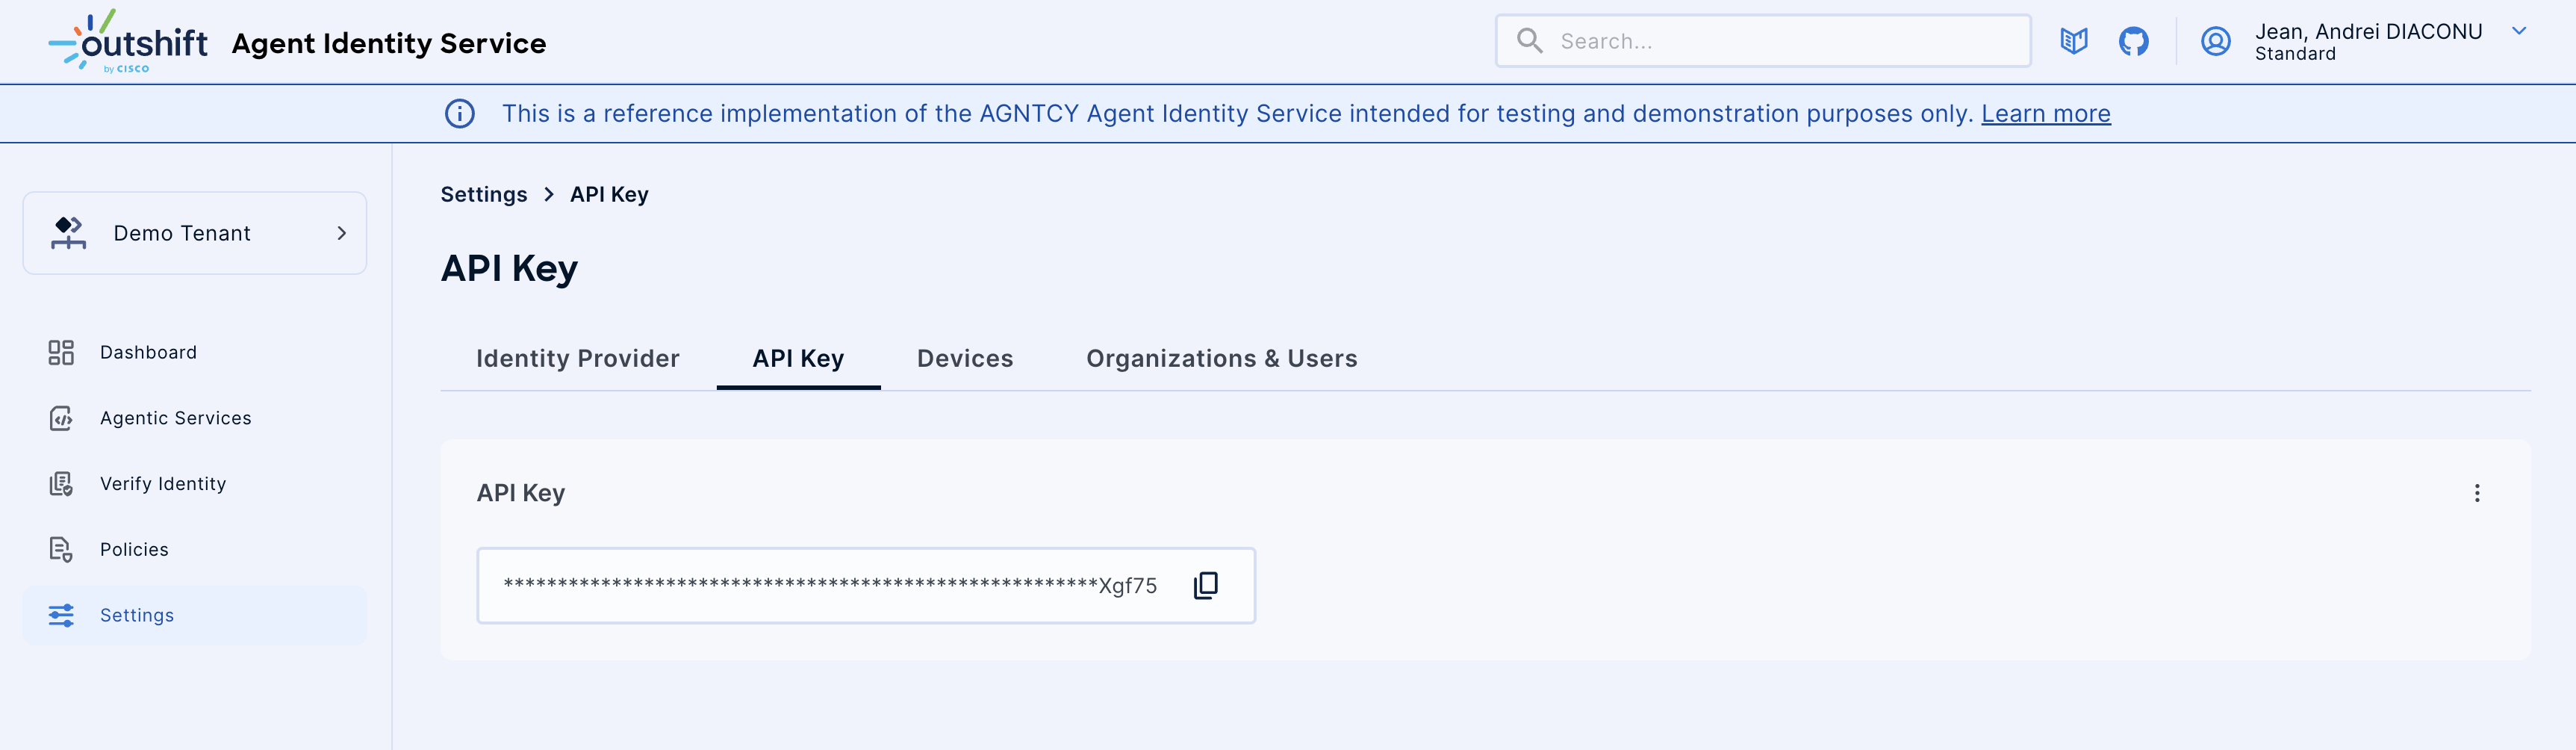 outshift
by CISCO
Agent Identity Service
Search...
Jean, Andrei DIACONU
Standard
This is a reference implementation of the AGNTCY Agent Identity Service intended for testing and demonstration purposes only. Learn more
Demo Tenant
Dashboard
Agentic Services
Verify Identity
Policies
Settings
Settings > API Key
API Key
Identity Provider
API Key
Devices
Organizations & Users
API Key
*******************************************************Xgf75